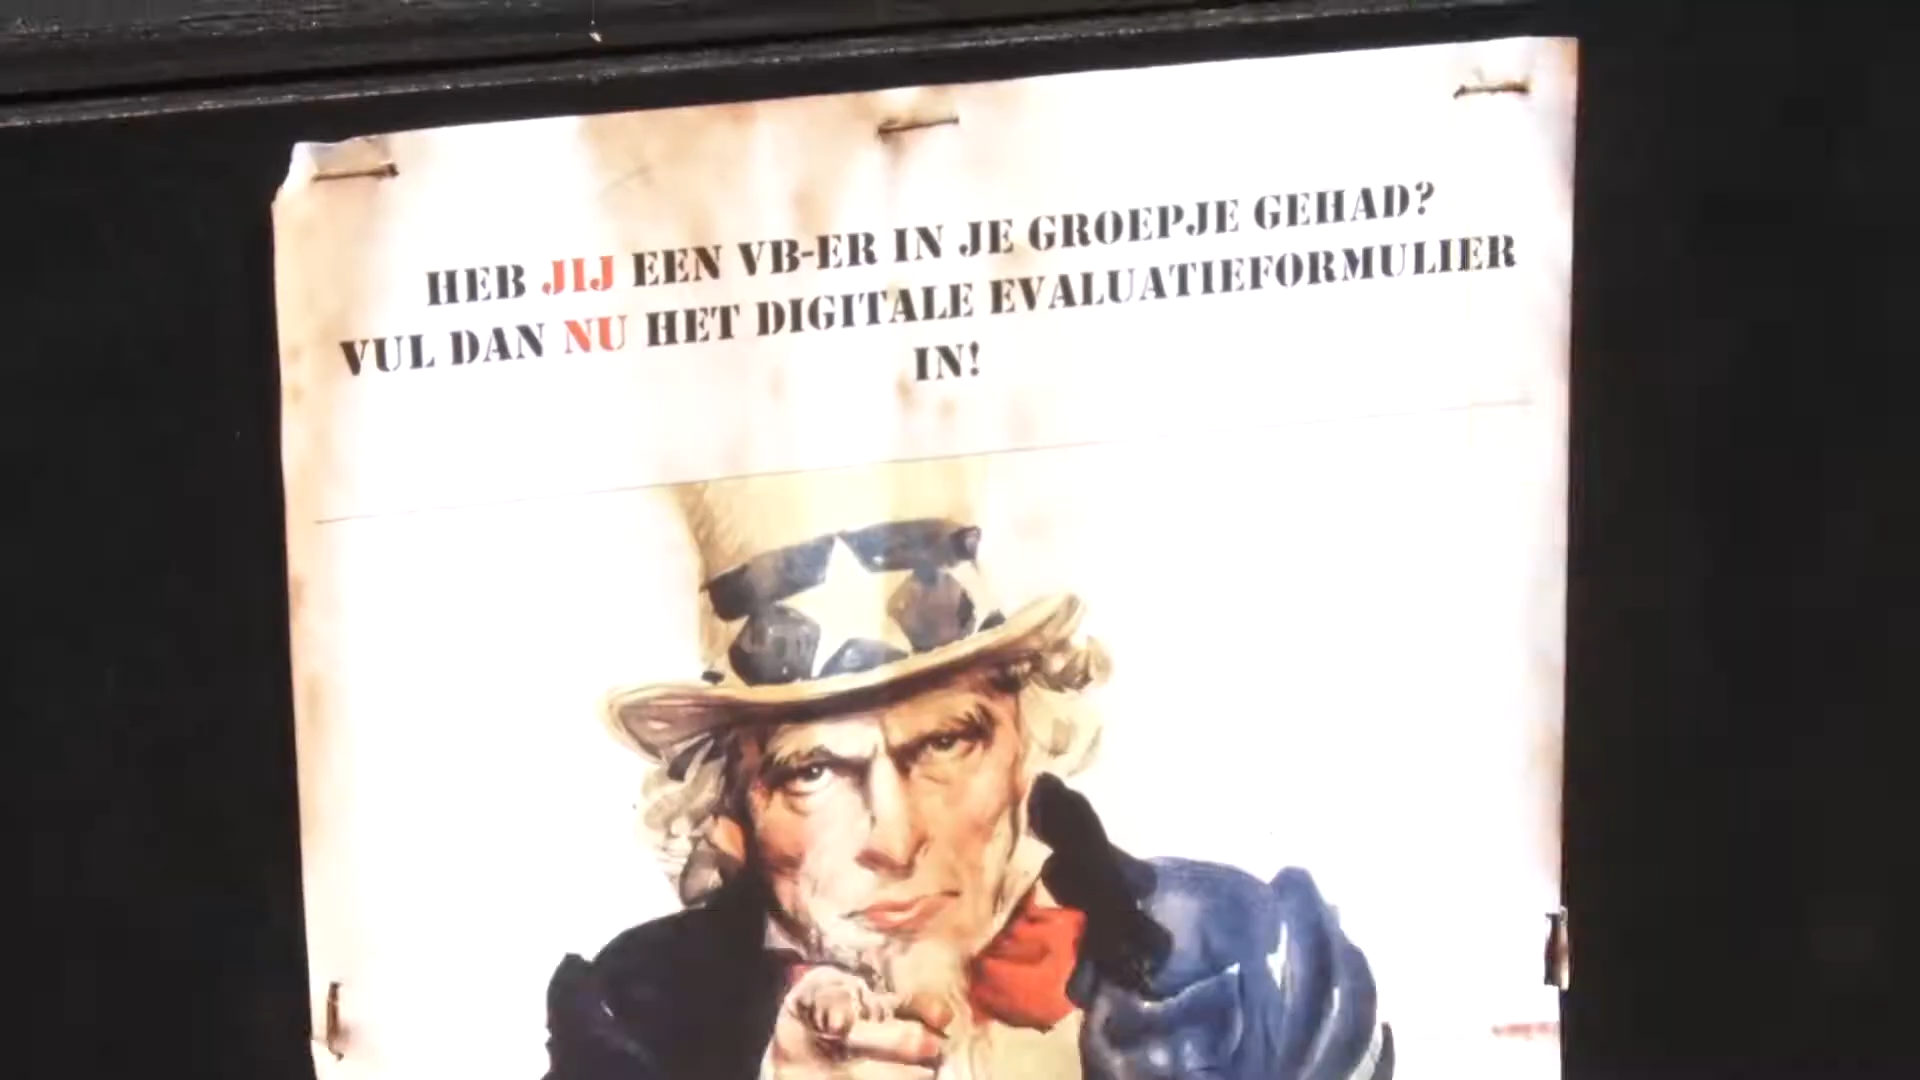 HEB JIJ EEN VB-ER IN JE GROEPJE GEHAD?
VUL DAN NU HET DIGITALE EVALUATIEFORMULIER
IN!